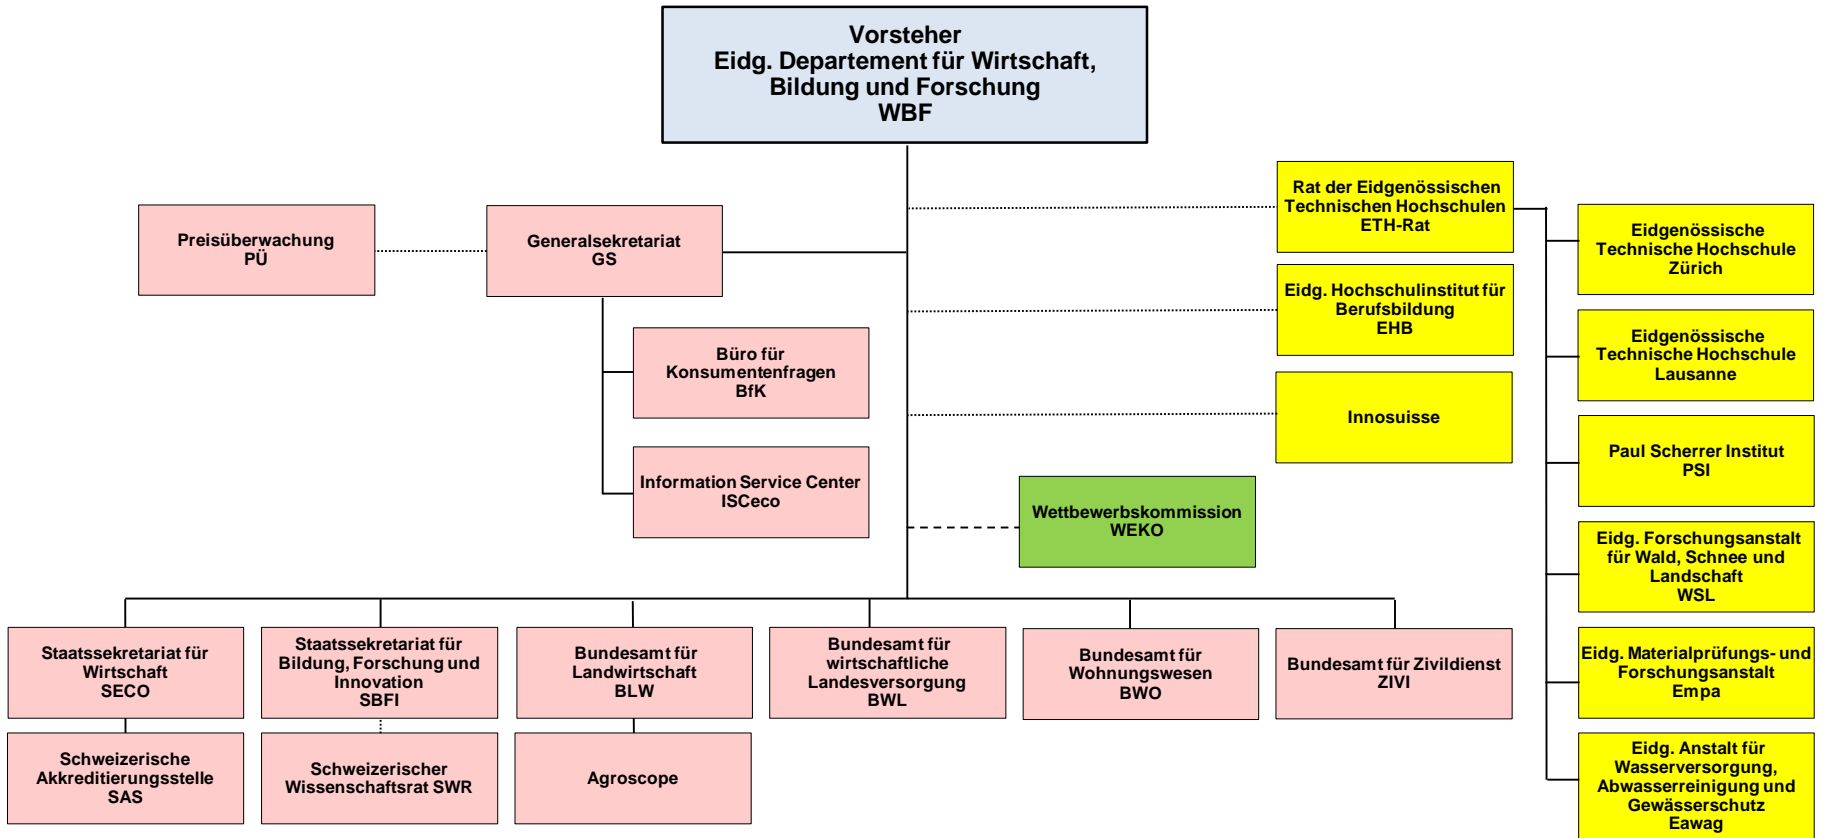 Vorsteher
Eidg. Departement für Wirtschaft,
Bildung und Forschung
WBF
Preisüberwachung
PÜ
Generalsekretariat
GS
Büro für
Konsumentenfragen
BfK
Information Service Center
ISCeco
Rat der Eidgenössischen
Technischen Hochschulen
ETH-Rat
Eidg. Hochschulinstitut für
Berufsbildung
EHB
Innosuisse
Wettbewerbskommission
WEKO
Eidgenössische
Technische Hochschule
Zürich
Eidgenössische
Technische Hochschule
Lausanne
Paul Scherrer Institut
PSI
Eidg. Forschungsanstalt
für Wald, Schnee und
Landschaft
WSL
Eidg. Materialprüfungs- und
Forschungsanstalt
Empa
Eidg. Anstalt für
Wasserversorgung,
Abwasserreinigung und
Gewässerschutz
Eawag
Staatssekretariat für
Wirtschaft
SECO
Staatssekretariat für
Bildung, Forschung und
Innovation
SBFI
Bundesamt für
Landwirtschaft
BLW
Bundesamt für
wirtschaftliche
Landesversorgung
BWL
Bundesamt für
Wohnungswesen
BWO
Bundesamt für Zivildienst
ZIVI
Schweizerische
Akkreditierungsstelle
SAS
Schweizerischer
Wissenschaftsrat SWR
Agroscope